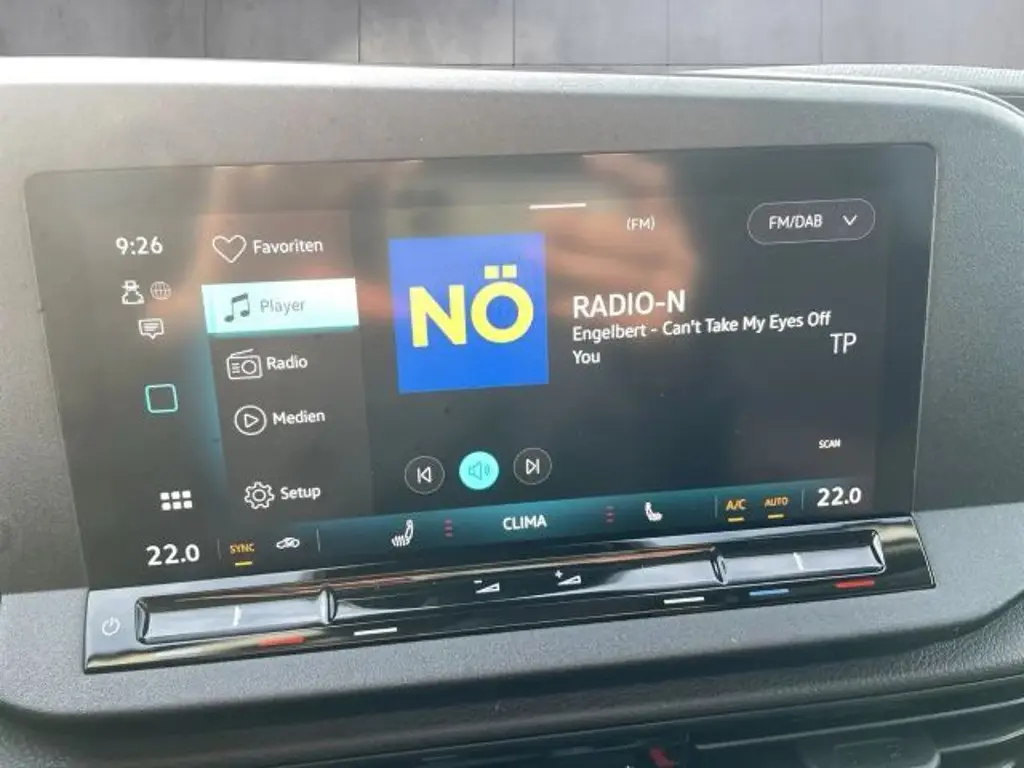 9:26
Favoriten
Player
Radio
Medien
Setup
NÖ
(FM)
FM/DAB
RADIO-N
Engelbert - Can't Take My Eyes Off
You
TP
SCAN
22.0
SYNC
CLIMA
A/C
AUTO
22.0